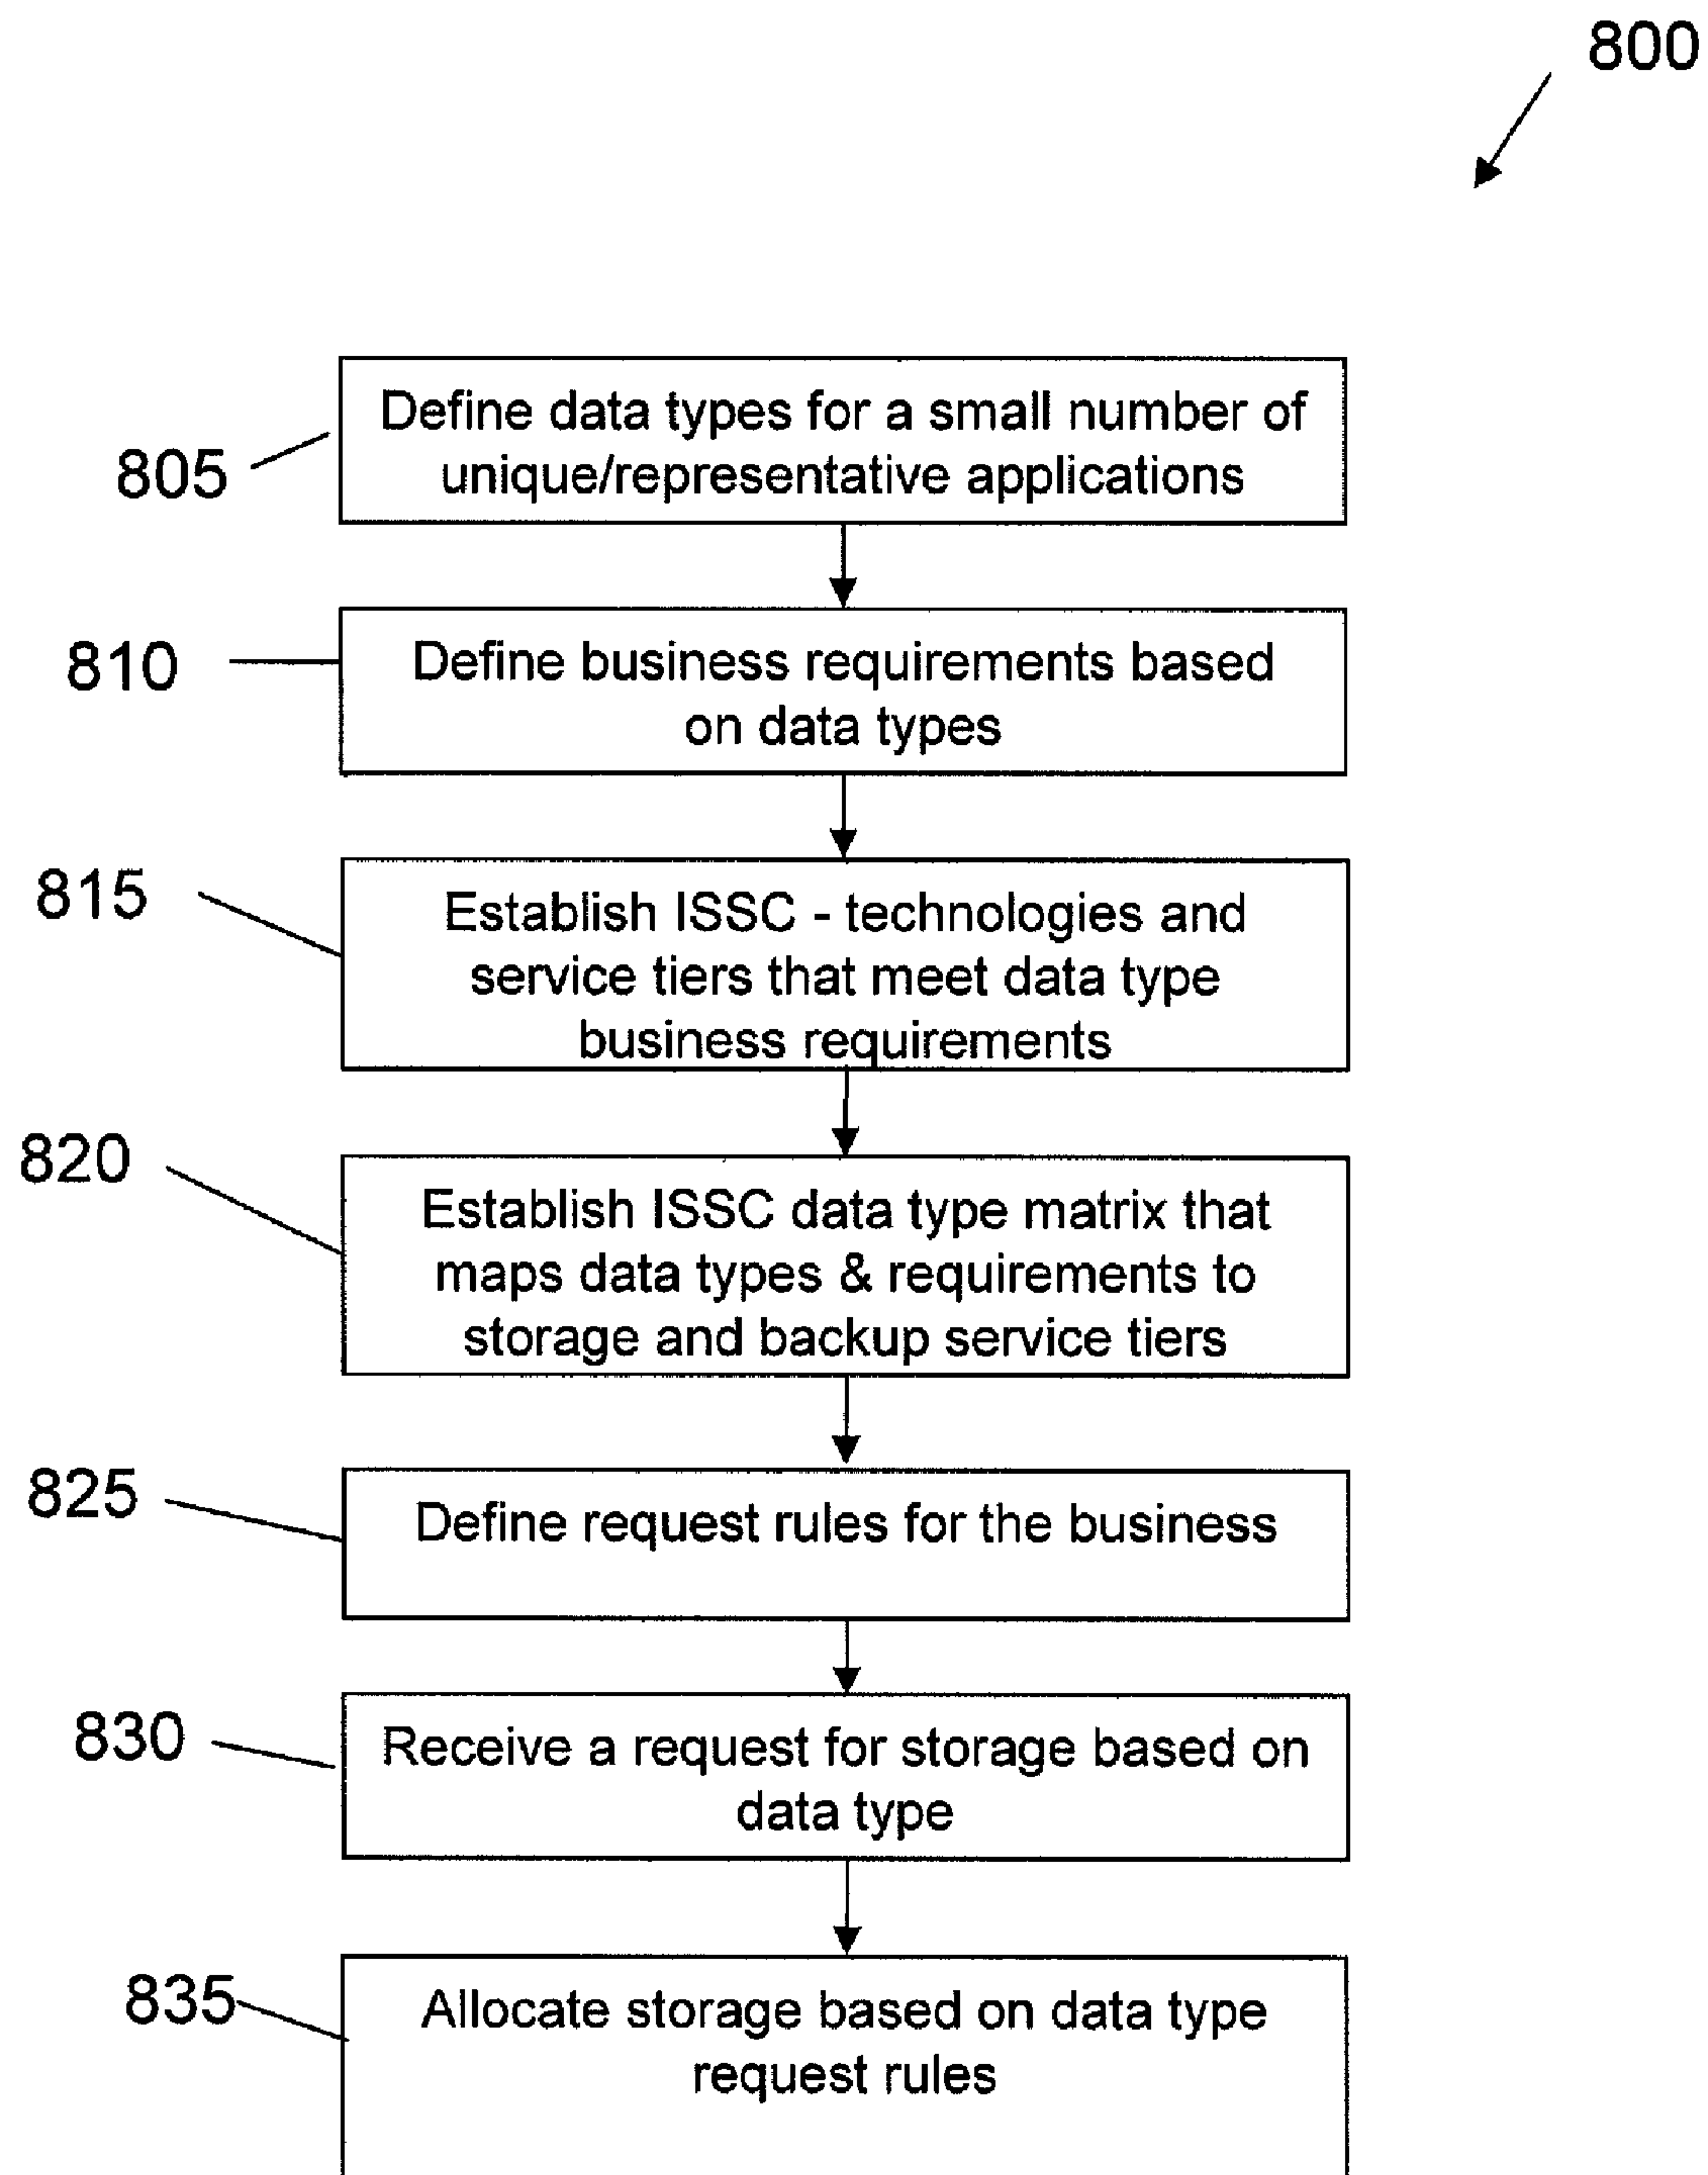 800
805
Define data types for a small number of
unique/representative applications
810
Define business requirements based
on data types
815
Establish ISSC - technologies and
service tiers that meet data type
business requirements
820
Establish ISSC data type matrix that
maps data types & requirements to
storage and backup service tiers
825
Define request rules for the business
830
Receive a request for storage based on
data type
835
Allocate storage based on data type
request rules